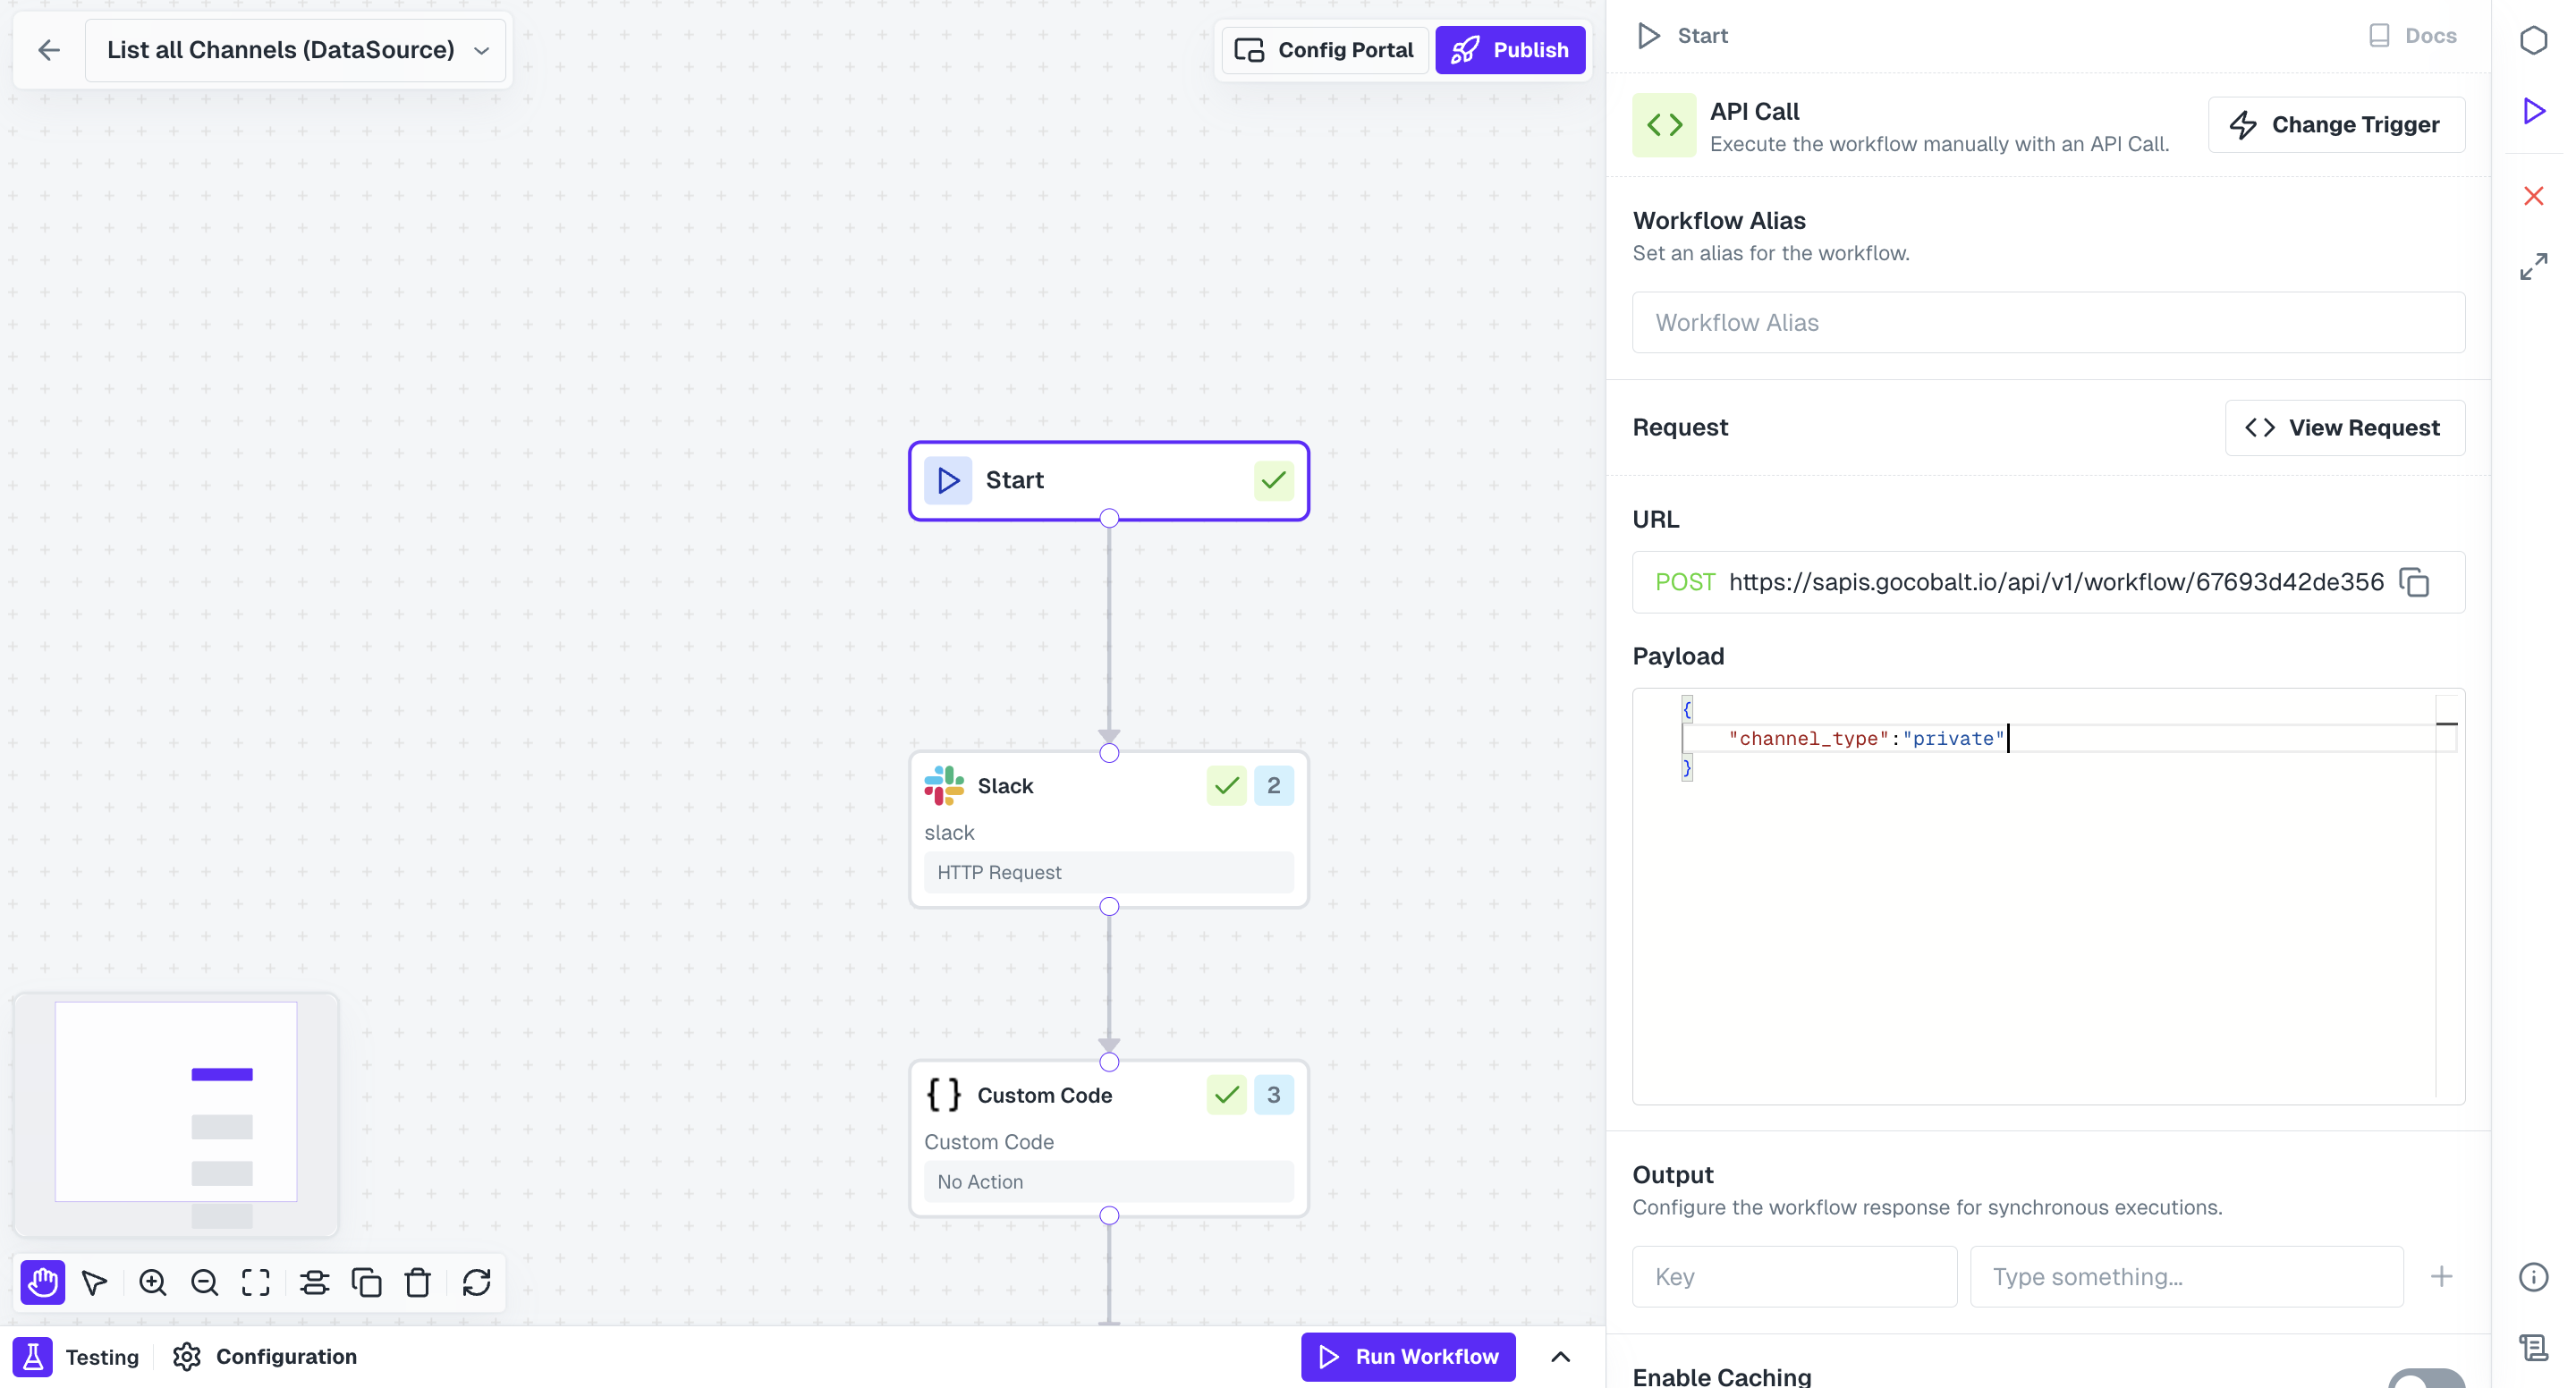 List all Channels (DataSource)
Config Portal
Publish
Start
Slack
2
slack
HTTP Request
{} Custom Code
3
Custom Code
No Action
Testing
Configuration
Run Workflow
Start
Docs
API Call
Execute the workflow manually with an API Call.
Change Trigger
Workflow Alias
Set an alias for the workflow.
Workflow Alias
Request
View Request
URL
POST https://sapis.gocobalt.io/api/v1/workflow/67693d42de356
Payload
{
"channel_type":"private"
}
Output
Configure the workflow response for synchronous executions.
Key
Type something...
Enable Caching